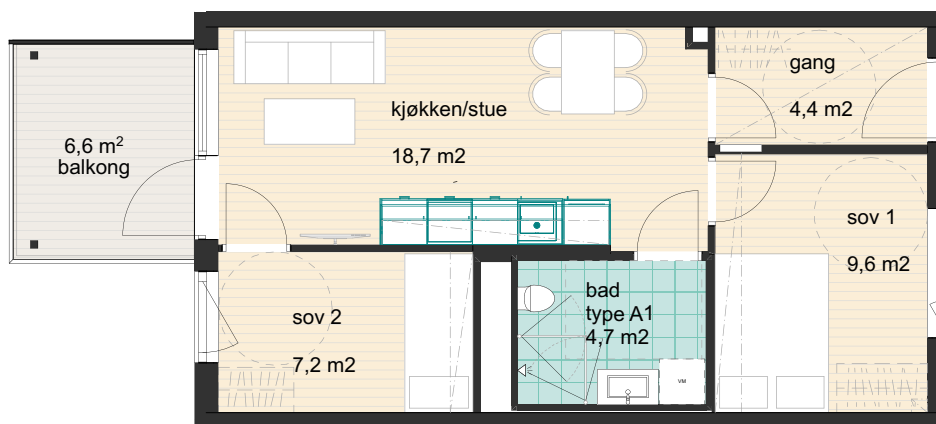 6,6 m²
balkong
kjøkken/stue
18,7 m2
gang
4,4 m2
sov 1
9,6 m2
sov 2
7,2 m2
bad
type A1
4,7 m2
VM